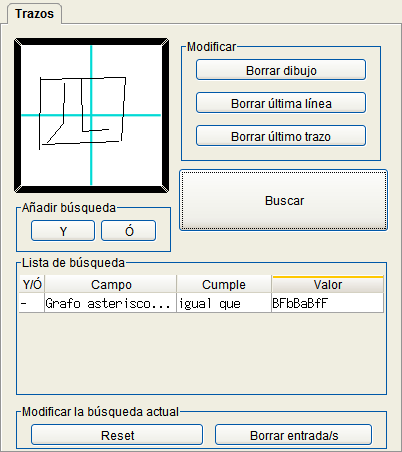 Trazos
Modificar
Borrar dibujo
Borrar última línea
Borrar último trazo
四
Buscar
Añadir búsqueda
Y Ó
Lista de búsqueda
Y/Ó Campo Cumple Valor
- Grafo asterisco... igual que BFbBaBfF
Modificar la búsqueda actual
Reset Borrar entrada/s